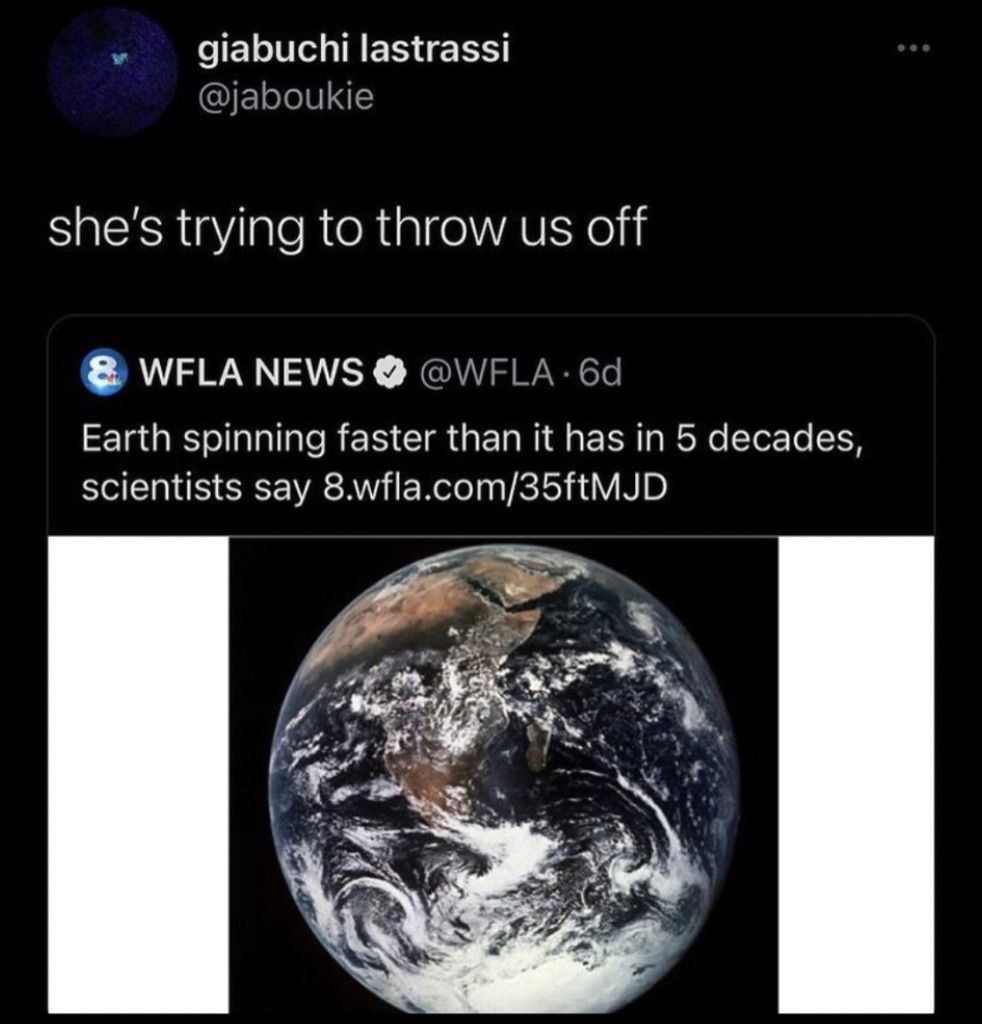 giabuchi lastrassi
@jaboukie
she's trying to throw us off
8 WFLA NEWS @WFLA · 6d
Earth spinning faster than it has in 5 decades,
scientists say 8.wfla.com/35ftMJD